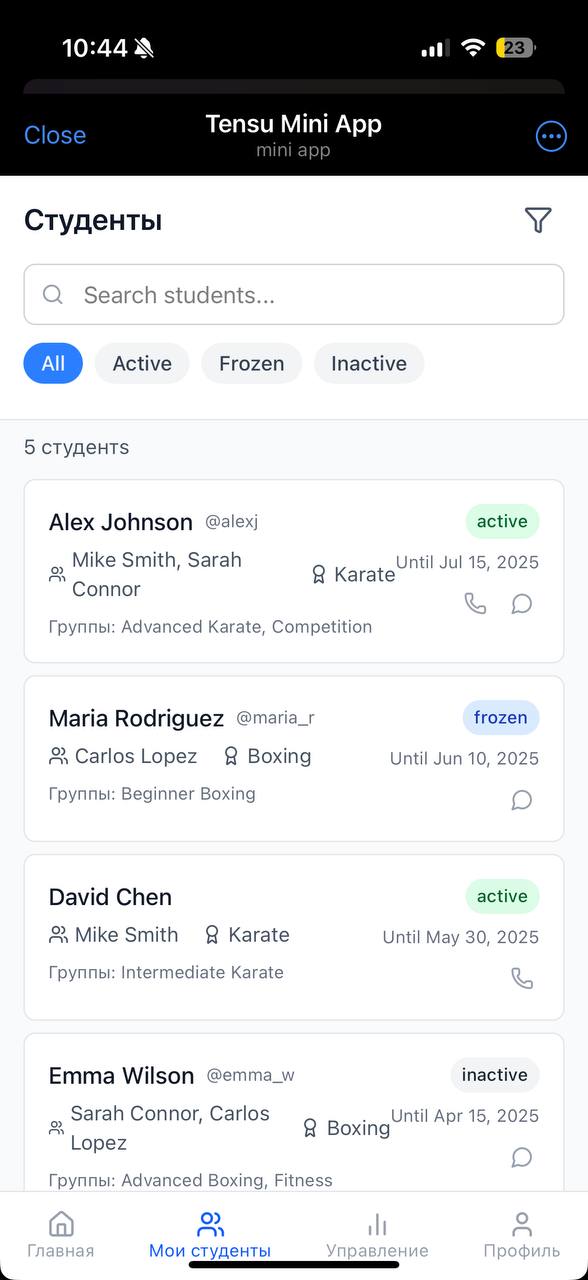 10:44
23
Close
Tensu Mini App
mini app
Студенты
Search students...
All
Active
Frozen
Inactive
5 студенты
Alex Johnson @alexj
active
Mike Smith, Sarah
Connor
Karate
Until Jul 15, 2025
Группы: Advanced Karate, Competition
Maria Rodriguez @maria_r
frozen
Carlos Lopez
Boxing
Until Jun 10, 2025
Группы: Beginner Boxing
David Chen
active
Mike Smith
Karate
Until May 30, 2025
Группы: Intermediate Karate
Emma Wilson @emma_w
inactive
Sarah Connor, Carlos
Lopez
Boxing
Until Apr 15, 2025
Группы: Advanced Boxing, Fitness
Главная
Мои студенты
Управление
Профиль